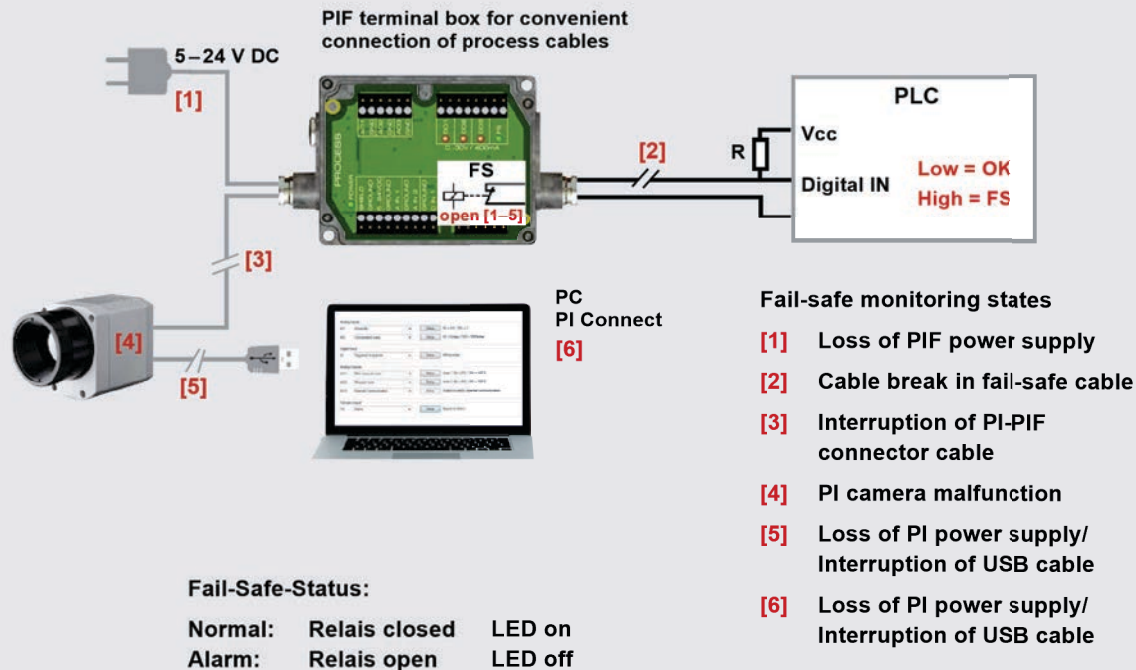 PIF terminal box for convenient
connection of process cables
5–24 V DC
[1]
PROCESS
FS
open [1–5]
[2]
R
PLC
Vcc
Digital IN
Low = OK
High = FS
[3]
[4]
[5]
PC
PI Connect
[6]
Fail-safe monitoring states
[1] Loss of PIF power supply
[2] Cable break in fail-safe cable
[3] Interruption of PI-PIF
connector cable
[4] PI camera malfunction
[5] Loss of PI power supply/
Interruption of USB cable
[6] Loss of PI power supply/
Interruption of USB cable
Fail-Safe-Status:
Normal: Relais closed LED on
Alarm: Relais open LED off